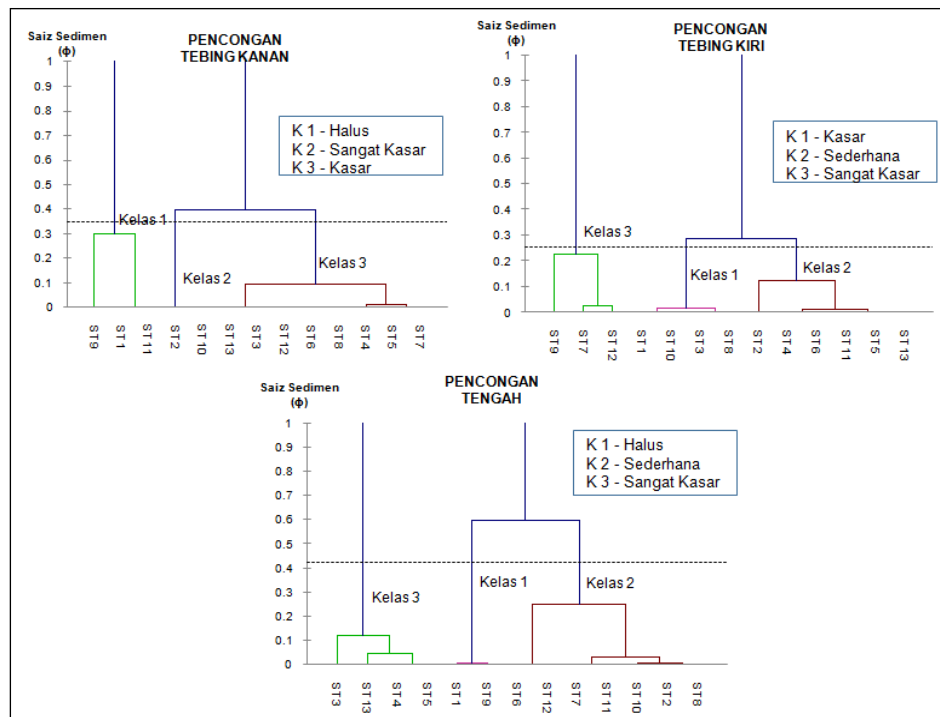 Saiz Sedimen
(ϕ)
PENCONGAN
TEBING KANAN
1
0.9
0.8
0.7
0.6
0.5
0.4
0.3
0.2
0.1
0
K 1 - Halus
K 2 - Sangat Kasar
K 3 - Kasar
Kelas 1
Kelas 2
Kelas 3
ST9
ST1
ST11
ST2
ST10
ST13
ST3
ST12
ST6
ST8
ST4
ST5
ST7
Saiz Sedimen
(ϕ)
PENCONGAN
TEBING KIRI
1
0.9
0.8
0.7
0.6
0.5
0.4
0.3
0.2
0.1
0
K 1 - Kasar
K 2 - Sederhana
K 3 - Sangat Kasar
Kelas 3
Kelas 1
Kelas 2
ST9
ST7
ST12
ST1
ST10
ST3
ST8
ST2
ST4
ST6
ST11
ST5
ST13
Saiz Sedimen
(ϕ)
PENCONGAN
TENGAH
1
0.9
0.8
0.7
0.6
0.5
0.4
0.3
0.2
0.1
0
K 1 - Halus
K 2 - Sederhana
K 3 - Sangat Kasar
Kelas 3
Kelas 1
Kelas 2
ST3
ST13
ST4
ST5
ST1
ST9
ST6
ST12
ST7
ST11
ST10
ST2
ST8